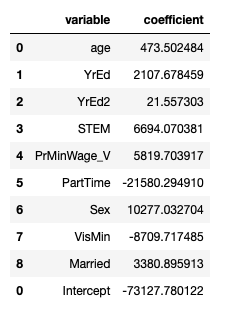 variable coefficient
0 age 473.502484
1 YrEd 2107.678459
2 YrEd2 21.557303
3 STEM 6694.070381
4 PrMinWage_V 5819.703917
5 PartTime -21580.294910
6 Sex 10277.032704
7 VisMin -8709.717485
8 Married 3380.895913
0 Intercept -73127.780122